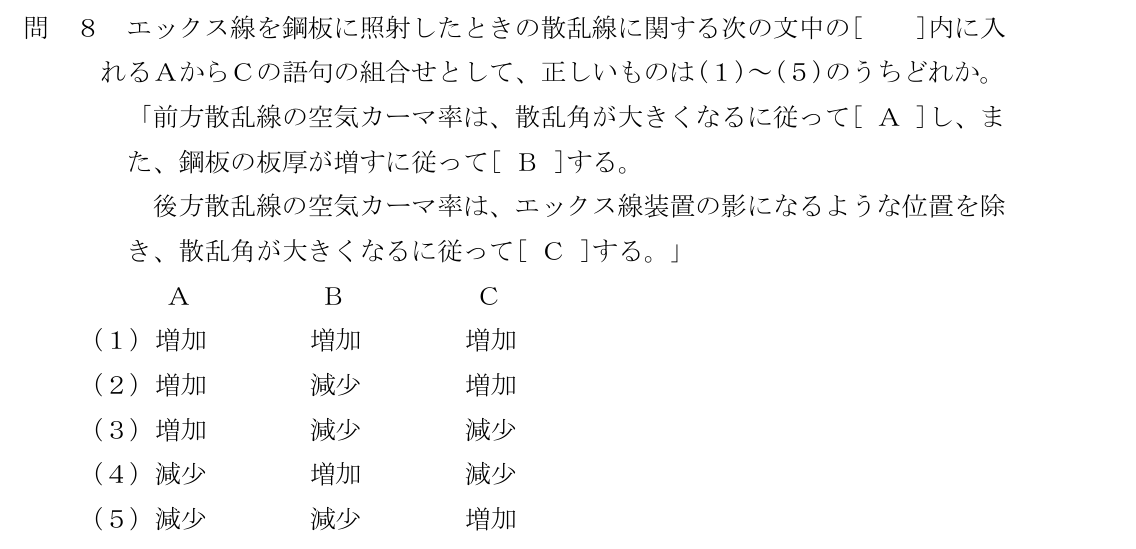 問　８　エックス線を鋼板に照射したときの散乱線に関する次の文中の[　　]内に入
れるＡからＣの語句の組合せとして、正しいものは(１)～(５)のうちどれか。
「前方散乱線の空気カーマ率は、散乱角が大きくなるに従って[ Ａ ]し、ま
た、鋼板の板厚が増すに従って[ Ｂ ]する。
後方散乱線の空気カーマ率は、エックス線装置の影になるような位置を除
き、散乱角が大きくなるに従って[ Ｃ ]する。」
Ａ　Ｂ　Ｃ
(１) 増加　増加　増加
(２) 増加　減少　増加
(３) 増加　減少　減少
(４) 減少　増加　減少
(５) 減少　減少　増加